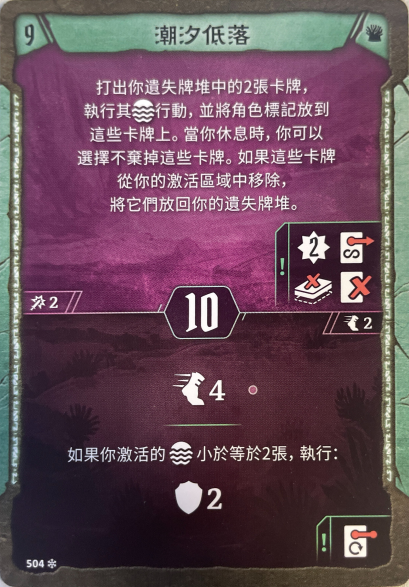 9 潮汐低落
打出你遺失牌堆中的2張卡牌，
執行其行動，並將角色標記放到
這些卡牌上。當你休息時，你可以
選擇不棄掉這些卡牌。如果這些卡牌
從你的激活區域中移除，
將它們放回你的遺失牌堆。
! 2
2 10 2
4
如果你激活的小於等於2張，執行：
2
!
504